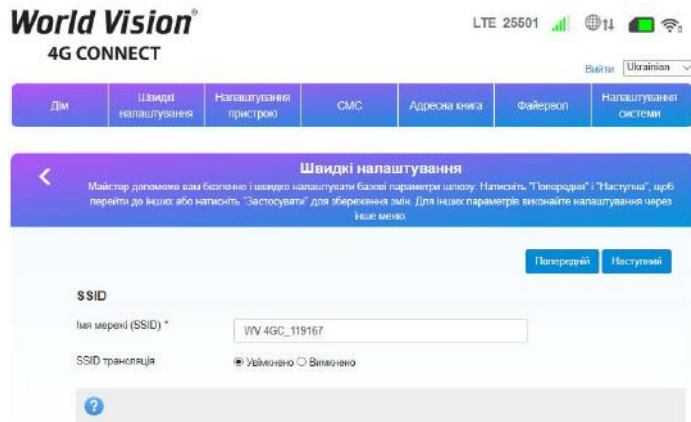 World Vision®
4G CONNECT
LTE 25501
Вийти Ukrainian
Дім
Швидкі налаштування
Налаштування пристрою
СМС
Адресна книга
Файервол
Налаштування системи
Швидкі налаштування
Майстер допоможе вам безпечно і швидко налаштувати базові параметри шлюзу. Натисніть "Попередня" і "Наступна", щоб
перейти до інших або натисніть "Застосувати" для збереження змін. Для інших параметрів виконайте налаштування через
інше меню.
Попередній Наступний
SSID
Імя мережі (SSID) * WV 4GC_119167
SSID трансляція Увімкнено Вимкнено
?